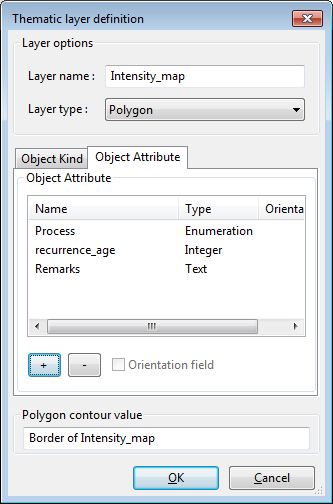 Thematic layer definition
Layer options
Layer name : Intensity_map
Layer type : Polygon
Object Kind Object Attribute
Object Attribute
Name Type Orienta
Process Enumeration
recurrence_age Integer
Remarks Text
+ - Orientation field
Polygon contour value
Border of Intensity_map
OK Cancel